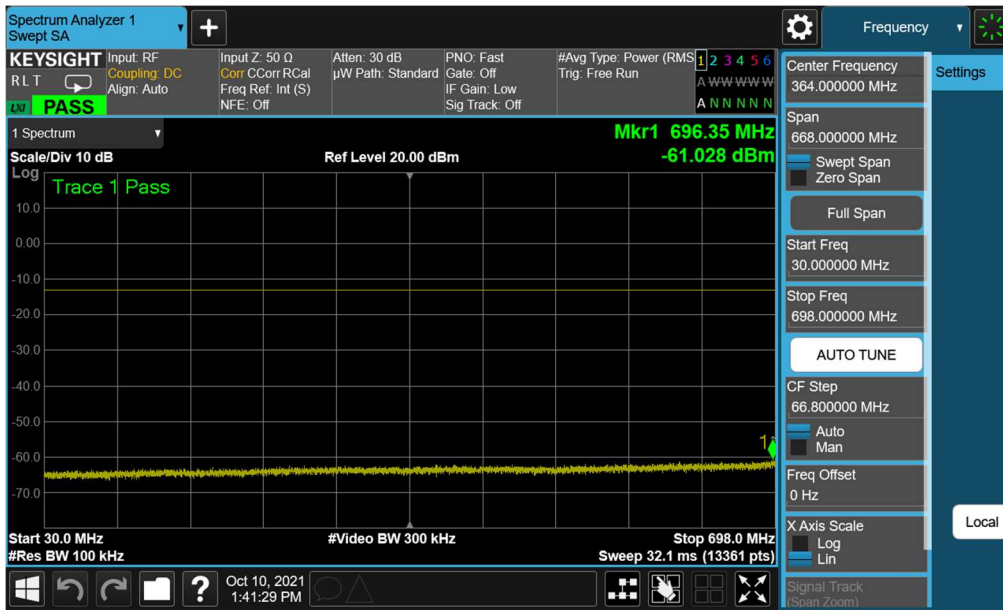 Spectrum Analyzer 1
Swept SA
Frequency
KEYSIGHT
R L T
LXI
PASS
Input: RF
Coupling: DC
Align: Auto
Input Z: 50 Ω
Corr CCorr RCal
Freq Ref: Int (S)
NFE: Off
Atten: 30 dB
µW Path: Standard
PNO: Fast
Gate: Off
IF Gain: Low
Sig Track: Off
#Avg Type: Power (RMS
Trig: Free Run
1 2 3 4 5 6
A W W W W W
A N N N N N
1 Spectrum
Scale/Div 10 dB
Ref Level 20.00 dBm
Mkr1 696.35 MHz
-61.028 dBm
Log
Trace 1 Pass
10.0
0.00
-10.0
-20.0
-30.0
-40.0
-50.0
-60.0
-70.0
1
Start 30.0 MHz
#Res BW 100 kHz
#Video BW 300 kHz
Stop 698.0 MHz
Sweep 32.1 ms (13361 pts)
Center Frequency
364.000000 MHz
Span
668.000000 MHz
Swept Span
Zero Span
Full Span
Start Freq
30.000000 MHz
Stop Freq
698.000000 MHz
AUTO TUNE
CF Step
66.800000 MHz
Auto
Man
Freq Offset
0 Hz
X Axis Scale
Log
Lin
Signal Track
(Span Zoom)
Settings
Local
?
Oct 10, 2021
1:41:29 PM